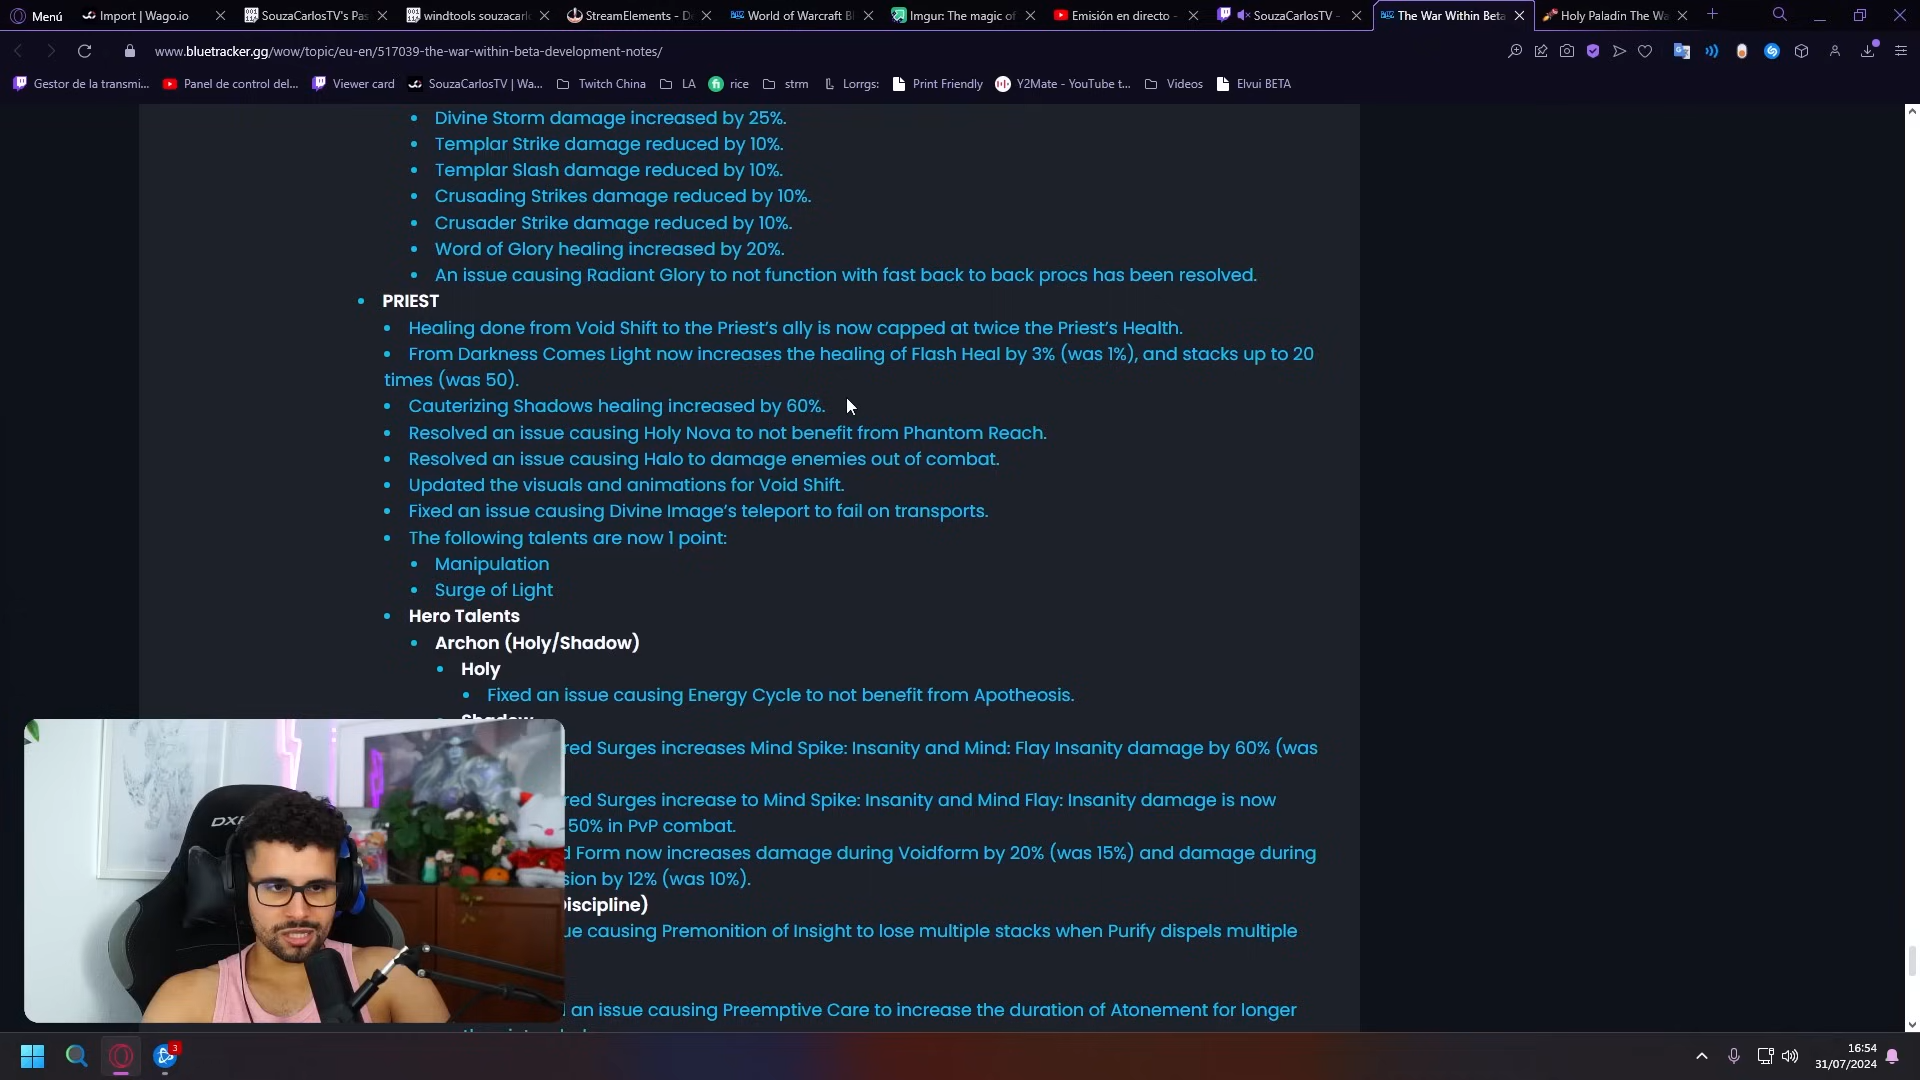 Menú
Import | Wago.io
SouzaCarlosTV's Pas
windtools souzacarl
StreamElements - D
World of Warcraft Bl
Imgur: The magic of
Emisión en directo -
SouzaCarlosTV -
The War Within Beta
Holy Paladin The Wa
www.bluetracker.gg/wow/topic/eu-en/517039-the-war-within-beta-development-notes/
Gestor de la transmi...
Panel de control del...
Viewer card
SouzaCarlosTV | Wa...
Twitch China
LA
rice
strm
Lorrgs:
Print Friendly
Y2Mate - YouTube t...
Videos
Elvui BETA
Divine Storm damage increased by 25%.
Templar Strike damage reduced by 10%.
Templar Slash damage reduced by 10%.
Crusading Strikes damage reduced by 10%.
Crusader Strike damage reduced by 10%.
Word of Glory healing increased by 20%.
An issue causing Radiant Glory to not function with fast back to back procs has been resolved.
PRIEST
Healing done from Void Shift to the Priest's ally is now capped at twice the Priest's Health.
From Darkness Comes Light now increases the healing of Flash Heal by 3% (was 1%), and stacks up to 20
times (was 50).
Cauterizing Shadows healing increased by 60%.
Resolved an issue causing Holy Nova to not benefit from Phantom Reach.
Resolved an issue causing Halo to damage enemies out of combat.
Updated the visuals and animations for Void Shift.
Fixed an issue causing Divine Image's teleport to fail on transports.
The following talents are now 1 point:
Manipulation
Surge of Light
Hero Talents
Archon (Holy/Shadow)
Holy
Fixed an issue causing Energy Cycle to not benefit from Apotheosis.
Shadow
red Surges increases Mind Spike: Insanity and Mind: Flay Insanity damage by 60% (was
red Surges increase to Mind Spike: Insanity and Mind Flay: Insanity damage is now
50% in PvP combat.
d Form now increases damage during Voidform by 20% (was 15%) and damage during
sion by 12% (was 10%).
Discipline)
ue causing Premonition of Insight to lose multiple stacks when Purify dispels multiple
an issue causing Preemptive Care to increase the duration of Atonement for longer
DX
3
16:54
31/07/2024